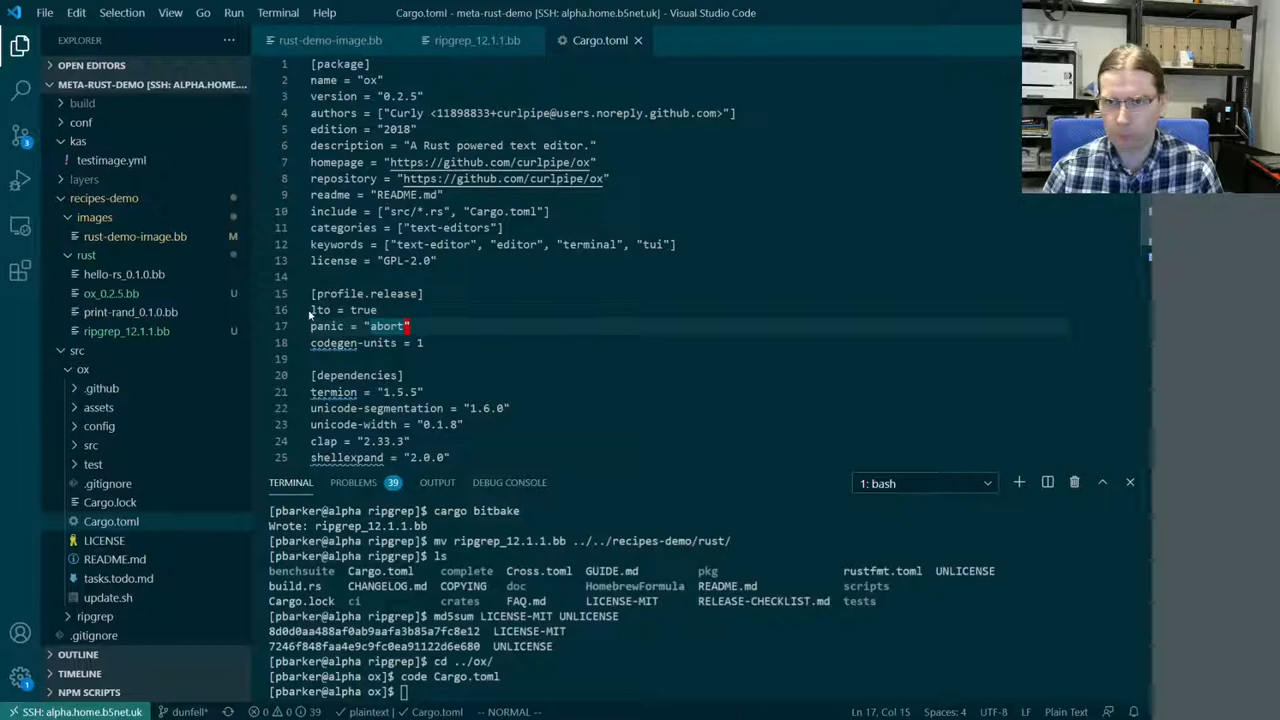 File Edit Selection View Go Run Terminal Help
Cargo.toml - meta-rust-demo [SSH: alpha.home.b5net.uk] - Visual Studio Code
EXPLORER
rust-demo-image.bb
ripgrep_12.1.1.bb
Cargo.toml
OPEN EDITORS
META-RUST-DEMO [SSH: ALPHA.HOME....
build
conf
kas
testimage.yml
layers
recipes-demo
images
rust-demo-image.bb M
rust
hello-rs_0.1.0.bb
ox_0.2.5.bb U
print-rand_0.1.0.bb
ripgrep_12.1.1.bb U
src
ox
.github
assets
config
src
test
.gitignore
Cargo.lock
Cargo.toml
LICENSE
README.md
tasks.todo.md
update.sh
ripgrep
.gitignore
OUTLINE
TIMELINE
NPM SCRIPTS
3
1
1 [package]
2 name = "ox"
3 version = "0.2.5"
4 authors = ["Curly <11898833+curlpipe@users.noreply.github.com>"]
5 edition = "2018"
6 description = "A Rust powered text editor."
7 homepage = "https://github.com/curlpipe/ox"
8 repository = "https://github.com/curlpipe/ox"
9 readme = "README.md"
10 include = ["src/*.rs", "Cargo.toml"]
11 categories = ["text-editors"]
12 keywords = ["text-editor", "editor", "terminal", "tui"]
13 license = "GPL-2.0"
14
15 [profile.release]
16 lto = true
17 panic = "abort"
18 codegen-units = 1
19
20 [dependencies]
21 termion = "1.5.5"
22 unicode-segmentation = "1.6.0"
23 unicode-width = "0.1.8"
24 clap = "2.33.3"
25 shellexpand = "2.0.0"
TERMINAL PROBLEMS 39 OUTPUT DEBUG CONSOLE 1: bash
[pbarker@alpha ripgrep]$ cargo bitbake
Wrote: ripgrep_12.1.1.bb
[pbarker@alpha ripgrep]$ mv ripgrep_12.1.1.bb ../../recipes-demo/rust/
[pbarker@alpha ripgrep]$ ls
benchsuite Cargo.toml complete Cross.toml GUIDE.md pkg rustfmt.toml UNLICENSE
build.rs CHANGELOG.md COPYING doc HomebrewFormula README.md scripts
Cargo.lock ci crates FAQ.md LICENSE-MIT RELEASE-CHECKLIST.md tests
[pbarker@alpha ripgrep]$ md5sum LICENSE-MIT UNLICENSE
8d0d0aa488af0ab9aafa3b85a7fc8e12 LICENSE-MIT
7246f848faa4e9c9fc0ea91122d6e680 UNLICENSE
[pbarker@alpha ripgrep]$ cd ../ox/
[pbarker@alpha ox]$ code Cargo.toml
[pbarker@alpha ox]$
SSH: alpha.home.b5net.uk dunfell* 0 0 39 plaintext Cargo.toml -- NORMAL -- Ln 17, Col 15 Spaces: 4 UTF-8 LF Plain Text